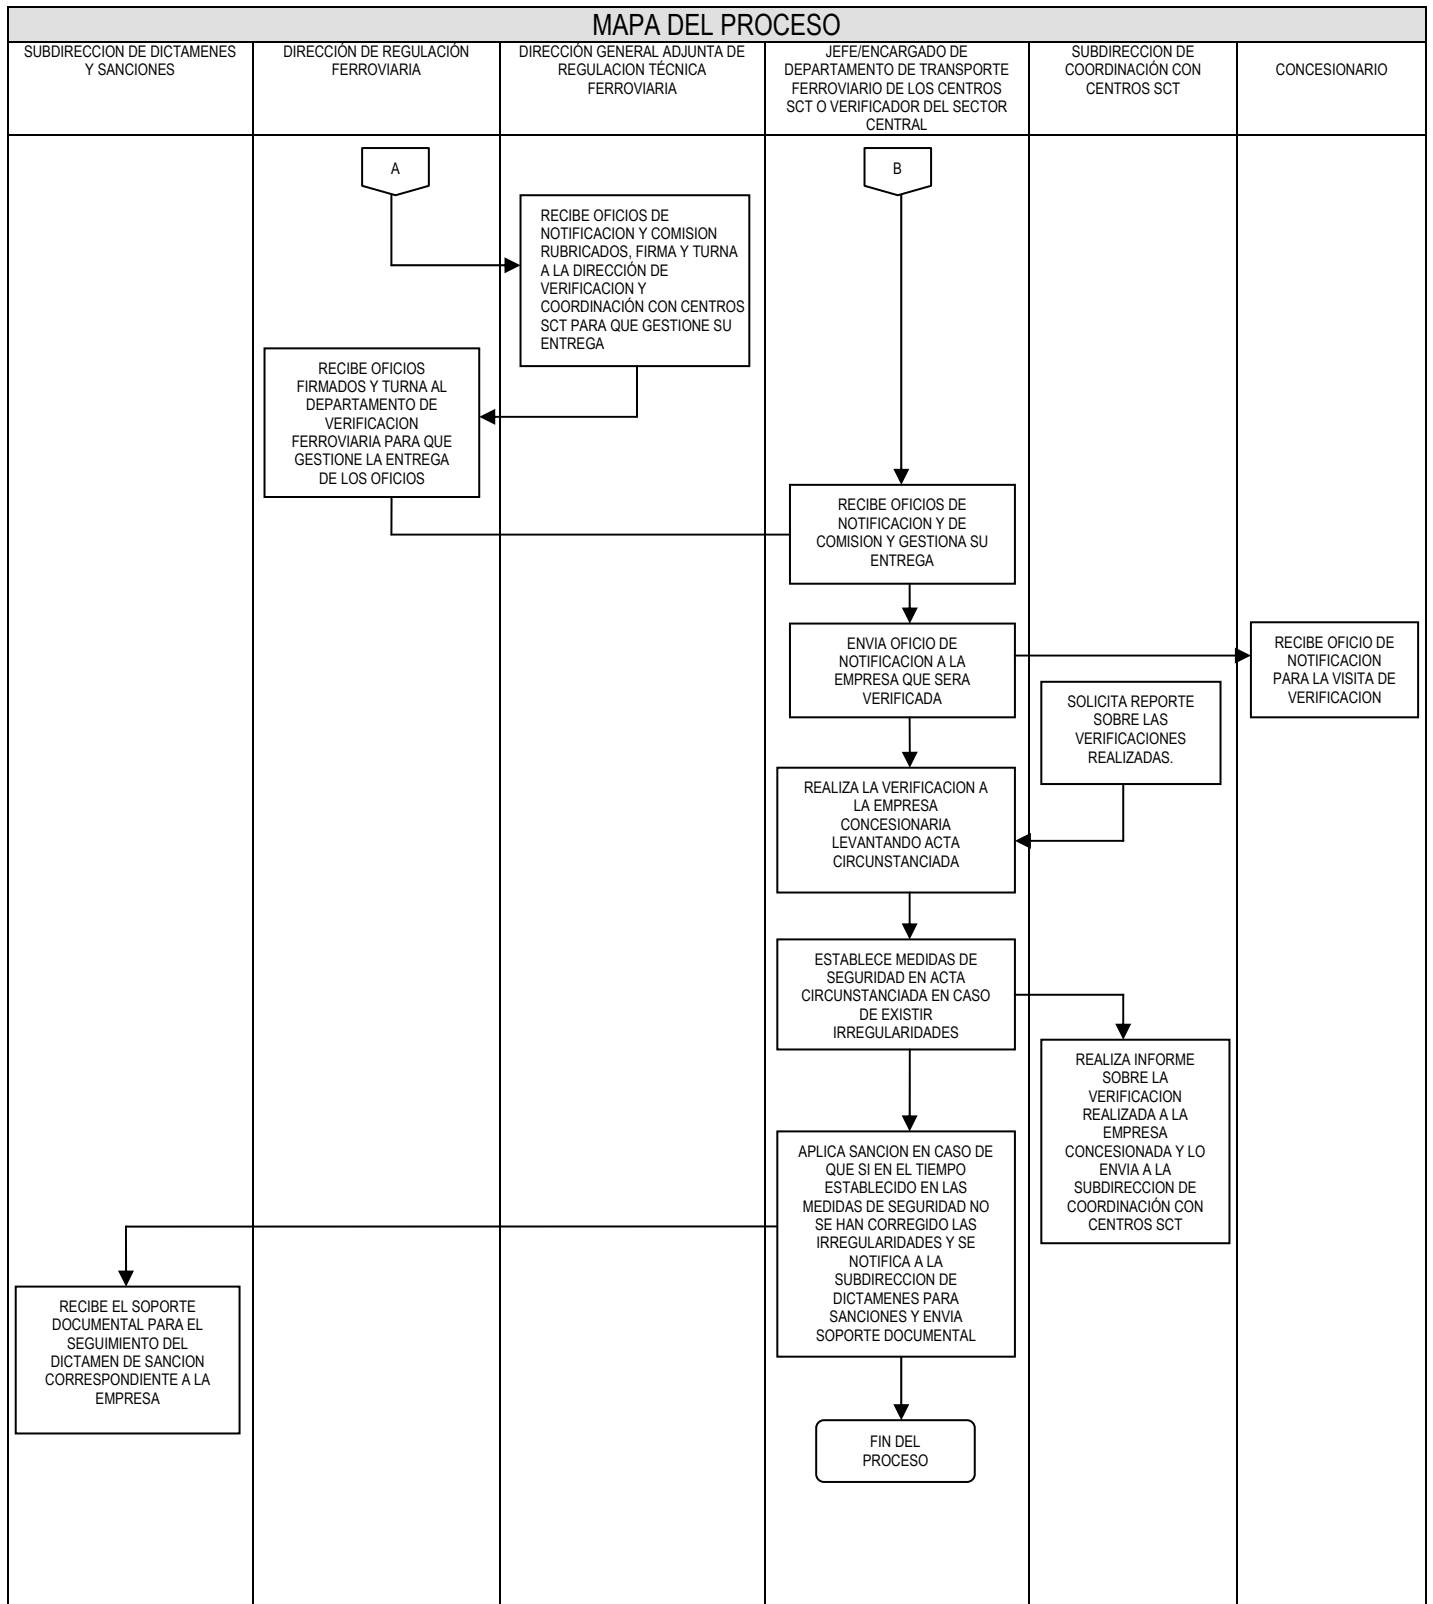 MAPA DEL PROCESO
SUBDIRECCION DE DICTAMENES
Y SANCIONES
DIRECCIÓN DE REGULACIÓN
FERROVIARIA
DIRECCIÓN GENERAL ADJUNTA DE
REGULACION TÉCNICA
FERROVIARIA
JEFE/ENCARGADO DE
DEPARTAMENTO DE TRANSPORTE
FERROVIARIO DE LOS CENTROS
SCT O VERIFICADOR DEL SECTOR
CENTRAL
SUBDIRECCION DE
COORDINACIÓN CON
CENTROS SCT
CONCESIONARIO
A
B
RECIBE OFICIOS DE
NOTIFICACION Y COMISION
RUBRICADOS, FIRMA Y TURNA
A LA DIRECCIÓN DE
VERIFICACION Y
COORDINACIÓN CON CENTROS
SCT PARA QUE GESTIONE SU
ENTREGA
RECIBE OFICIOS
FIRMADOS Y TURNA AL
DEPARTAMENTO DE
VERIFICACION
FERROVIARIA PARA QUE
GESTIONE LA ENTREGA
DE LOS OFICIOS
RECIBE OFICIOS DE
NOTIFICACION Y DE
COMISION Y GESTIONA SU
ENTREGA
ENVIA OFICIO DE
NOTIFICACION A LA
EMPRESA QUE SERA
VERIFICADA
RECIBE OFICIO DE
NOTIFICACION
PARA LA VISITA DE
VERIFICACION
SOLICITA REPORTE
SOBRE LAS
VERIFICACIONES
REALIZADAS.
REALIZA LA VERIFICACION A
LA EMPRESA
CONCESIONARIA
LEVANTANDO ACTA
CIRCUNSTANCIADA
ESTABLECE MEDIDAS DE
SEGURIDAD EN ACTA
CIRCUNSTANCIADA EN CASO
DE EXISTIR
IRREGULARIDADES
REALIZA INFORME
SOBRE LA
VERIFICACION
REALIZADA A LA
EMPRESA
CONCESIONADA Y LO
ENVIA A LA
SUBDIRECCION DE
COORDINACIÓN CON
CENTROS SCT
APLICA SANCION EN CASO DE
QUE SI EN EL TIEMPO
ESTABLECIDO EN LAS
MEDIDAS DE SEGURIDAD NO
SE HAN CORREGIDO LAS
IRREGULARIDADES Y SE
NOTIFICA A LA
SUBDIRECCION DE
DICTAMENES PARA
SANCIONES Y ENVIA
SOPORTE DOCUMENTAL
RECIBE EL SOPORTE
DOCUMENTAL PARA EL
SEGUIMIENTO DEL
DICTAMEN DE SANCION
CORRESPONDIENTE A LA
EMPRESA
FIN DEL
PROCESO